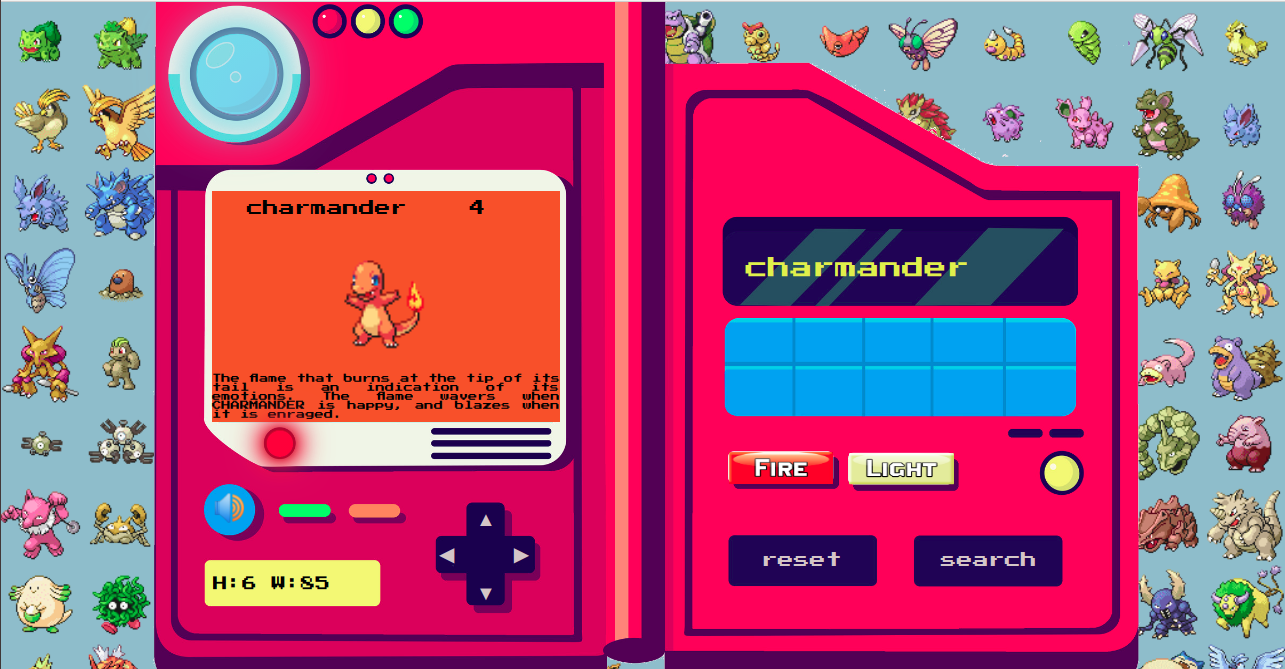 charmander 4
The flame that burns at the tip of its
tail is an indication of its
emotions. The flame wavers when
CHARMANDER is happy, and blazes when
it is enraged.
H:6 W:85
charmander
FIRE LIGHT
reset search